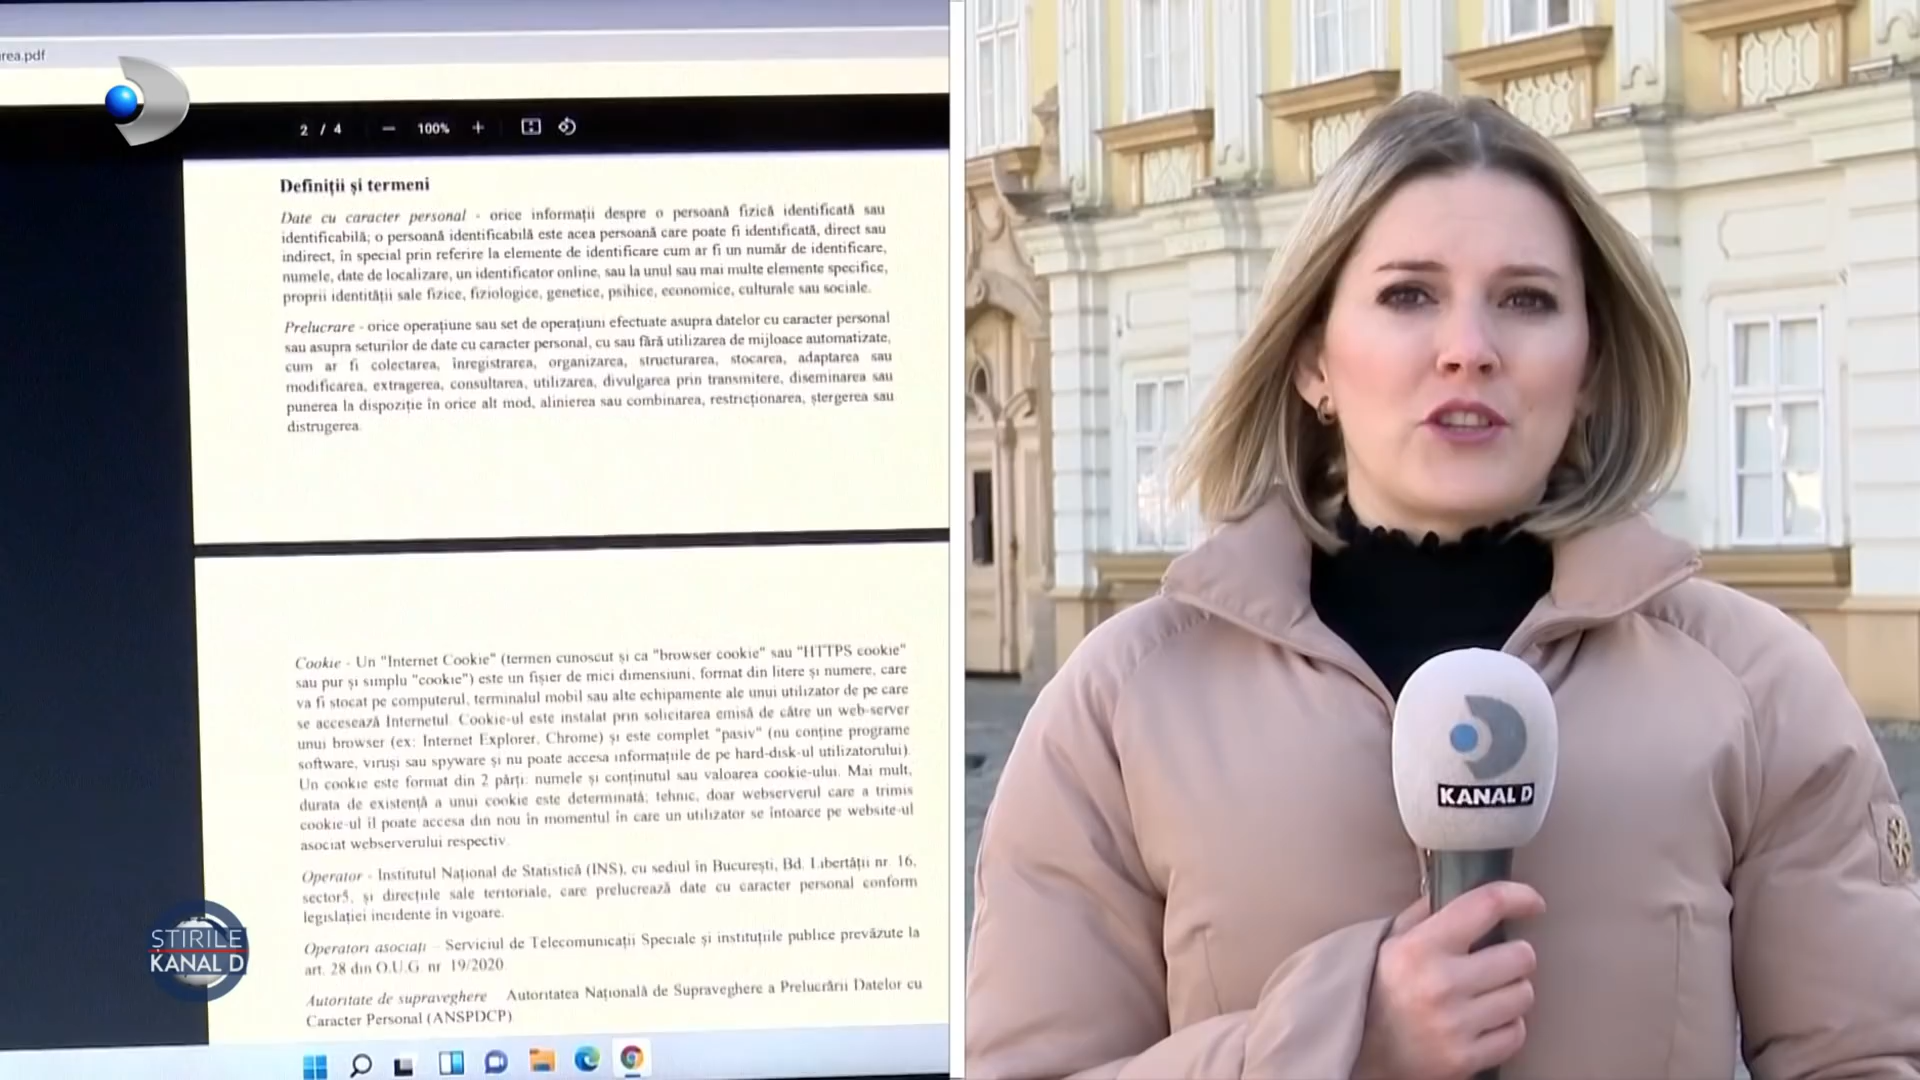 rea.pdf
2 / 4
100%
Definiții și termeni
Date cu caracter personal - orice informații despre o persoană fizică identificată sau
identificabilă; o persoană identificabilă este acea persoană care poate fi identificată, direct sau
indirect, în special prin referire la elemente de identificare cum ar fi un număr de identificare,
numele, date de localizare, un identificator online, sau la unul sau mai multe elemente specifice,
proprii identității sale fizice, fiziologice, genetice, psihice, economice, culturale sau sociale.
Prelucrare - orice operațiune sau set de operațiuni efectuate asupra datelor cu caracter personal
sau asupra seturilor de date cu caracter personal, cu sau fără utilizarea de mijloace automatizate,
cum ar fi colectarea, înregistrarea, organizarea, structurarea, stocarea, adaptarea sau
modificarea, extragerea, consultarea, utilizarea, divulgarea prin transmitere, diseminarea sau
punerea la dispoziție în orice alt mod, alinierea sau combinarea, restricționarea, ștergerea sau
distrugerea.
Cookie - Un "Internet Cookie" (termen cunoscut și ca "browser cookie" sau "HTTPS cookie"
sau pur și simplu "cookie") este un fișier de mici dimensiuni, format din litere și numere, care
va fi stocat pe computerul, terminalul mobil sau alte echipamente ale unui utilizator de pe care
se accesează Internetul. Cookie-ul este instalat prin solicitarea emisă de către un web-server
unui browser (ex: Internet Explorer, Chrome) și este complet "pasiv" (nu conține programe
software, viruși sau spyware și nu poate accesa informațiile de pe hard-disk-ul utilizatorului).
Un cookie este format din 2 părți: numele și conținutul sau valoarea cookie-ului. Mai mult,
durata de existență a unui cookie este determinată; tehnic, doar webserverul care a trimis
cookie-ul îl poate accesa din nou în momentul în care un utilizator se întoarce pe website-ul
asociat webserverului respectiv.
Operator - Institutul Național de Statistică (INS), cu sediul în București, Bd. Libertății nr. 16,
sector5, și direcțiile sale teritoriale, care prelucrează date cu caracter personal conform
legislației incidente în vigoare.
Operatori asociați - Serviciul de Telecomunicații Speciale și instituțiile publice prevăzute la
art. 28 din O.U.G. nr. 19/2020
Autoritate de supraveghere Autoritatea Națională de Supraveghere a Prelucrării Datelor cu
Caracter Personal (ANSPDCP)
ȘTIRILE
KANAL D
KANAL D